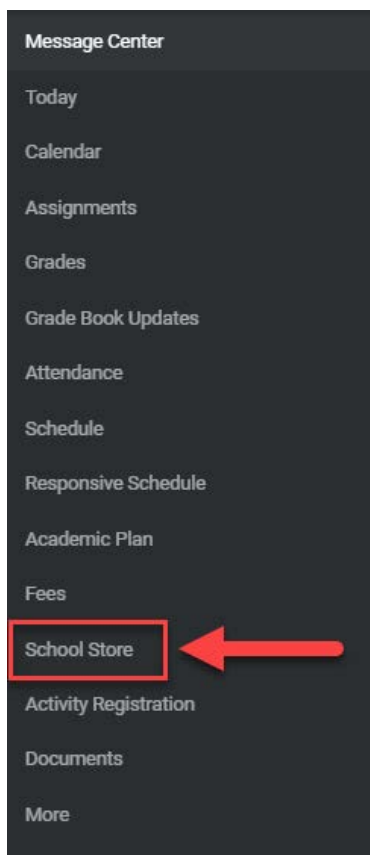 Message Center
Today
Calendar
Assignments
Grades
Grade Book Updates
Attendance
Schedule
Responsive Schedule
Academic Plan
Fees
School Store
Activity Registration
Documents
More